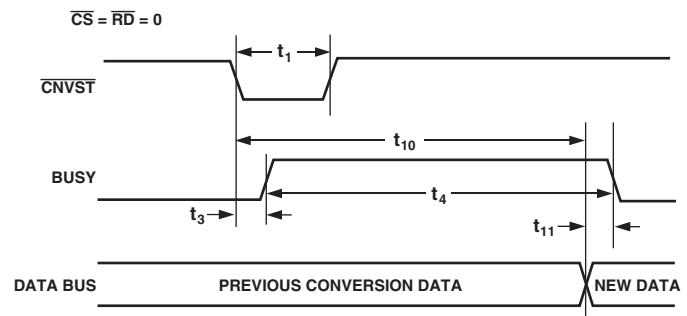 CS = RD = 0
t1
CNVST
t10
BUSY
t4
t3
t11
DATA BUS
PREVIOUS CONVERSION DATA
NEW DATA